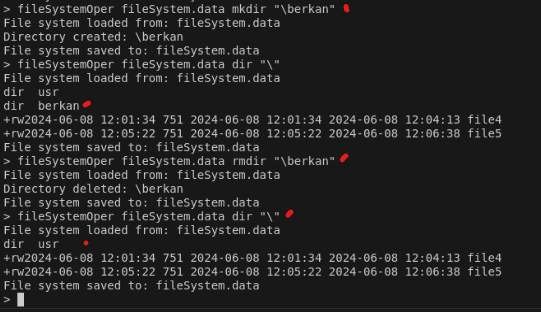 > fileSystemOper fileSystem.data mkdir "\berkan"
File system loaded from: fileSystem.data
Directory created: \berkan
File system saved to: fileSystem.data
> fileSystemOper fileSystem.data dir "\"
File system loaded from: fileSystem.data
dir  usr
dir  berkan
+rw2024-06-08 12:01:34 751 2024-06-08 12:01:34 2024-06-08 12:04:13 file4
+rw2024-06-08 12:05:22 751 2024-06-08 12:05:22 2024-06-08 12:06:38 file5
File system saved to: fileSystem.data
> fileSystemOper fileSystem.data rmdir "\berkan"
File system loaded from: fileSystem.data
Directory deleted: \berkan
File system saved to: fileSystem.data
> fileSystemOper fileSystem.data dir "\"
File system loaded from: fileSystem.data
dir  usr
+rw2024-06-08 12:01:34 751 2024-06-08 12:01:34 2024-06-08 12:04:13 file4
+rw2024-06-08 12:05:22 751 2024-06-08 12:05:22 2024-06-08 12:06:38 file5
File system saved to: fileSystem.data
>